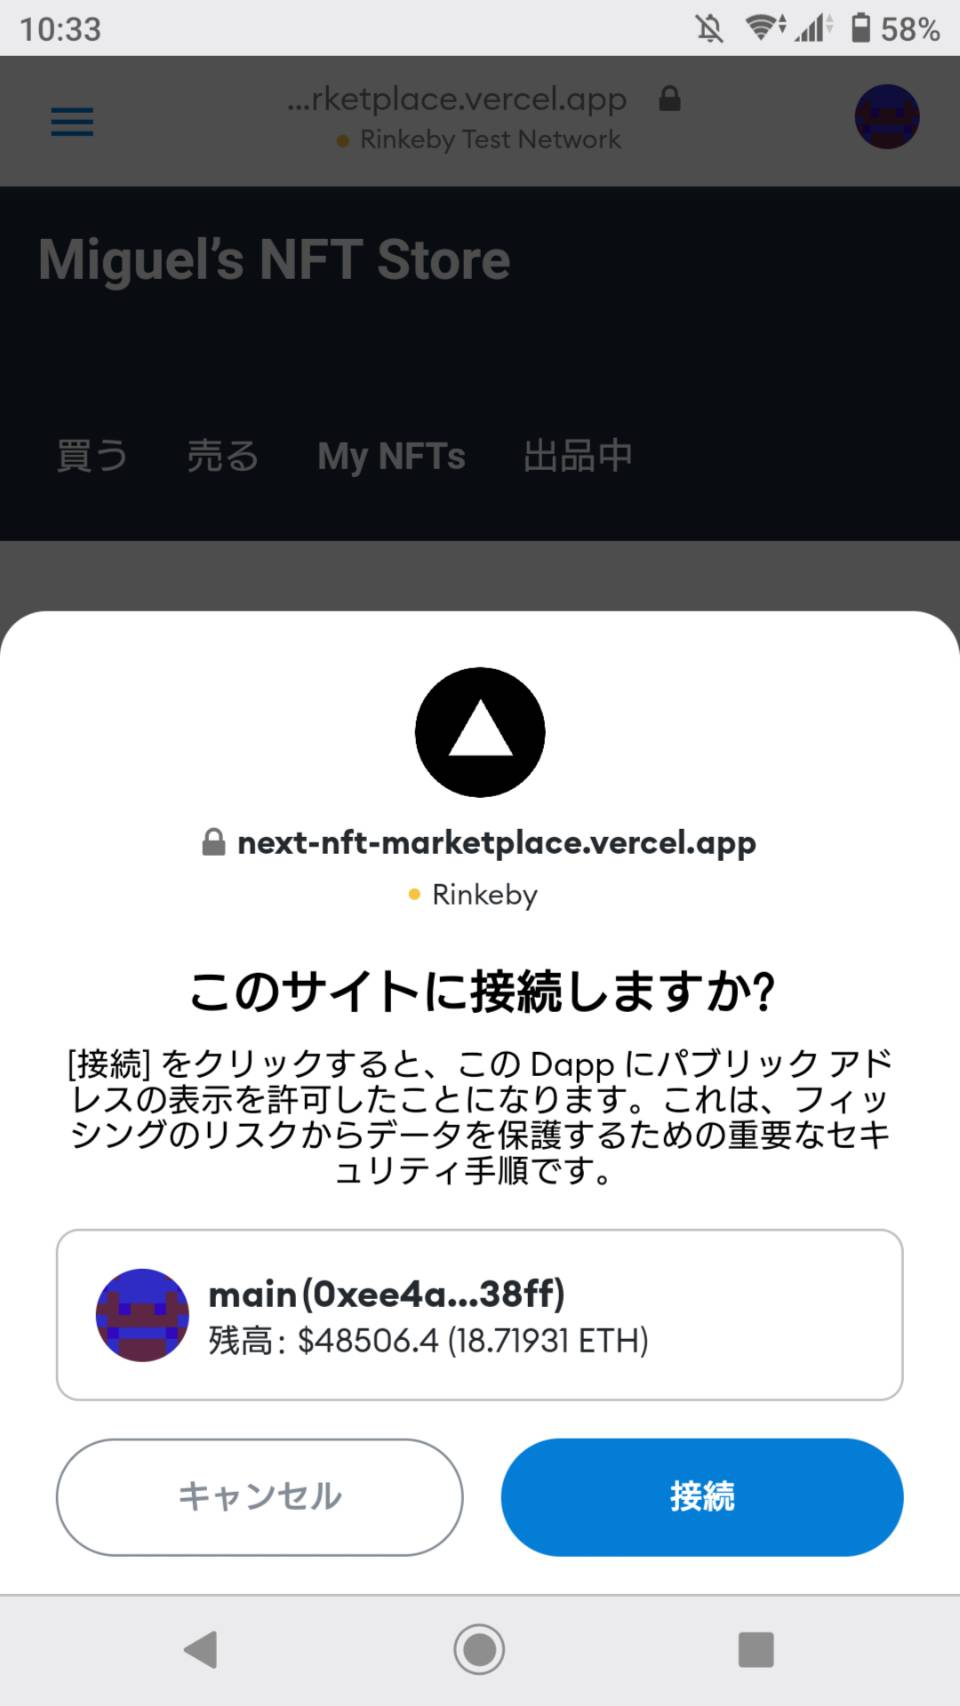 10:33
58%
...rketplace.vercel.app
Rinkeby Test Network
Miguel’s NFT Store
買う 売る My NFTs 出品中
next-nft-marketplace.vercel.app
Rinkeby
このサイトに接続しますか?
[接続] をクリックすると、この Dapp にパブリック アド
レスの表示を許可したことになります。これは、フィッ
シングのリスクからデータを保護するための重要なセキ
ュリティ手順です。
main (0xee4a...38ff)
残高: $48506.4 (18.71931 ETH)
キャンセル 接続